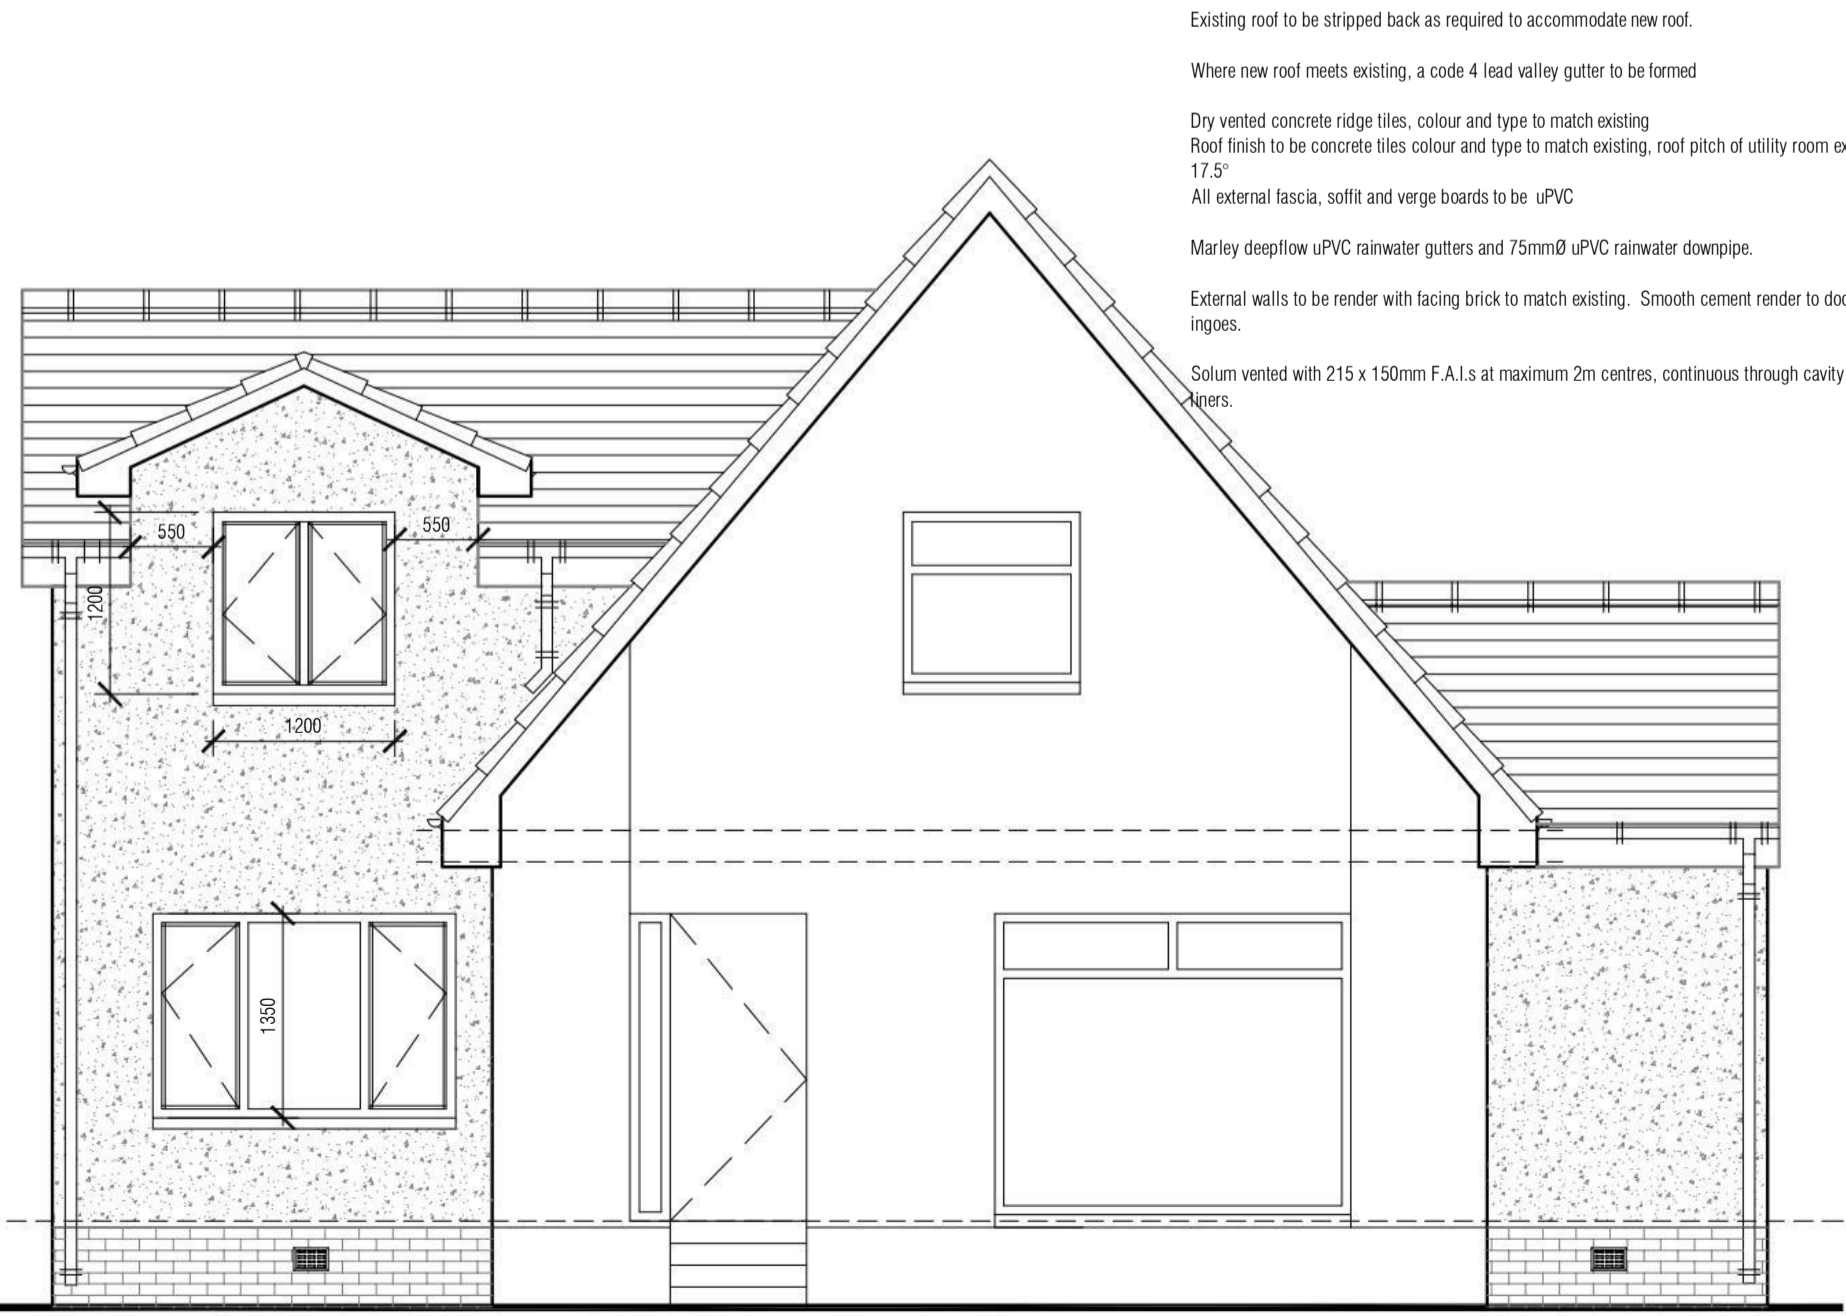 Existing roof to be stripped back as required to accommodate new roof.
Where new roof meets existing, a code 4 lead valley gutter to be formed
Dry vented concrete ridge tiles, colour and type to match existing
Roof finish to be concrete tiles colour and type to match existing, roof pitch of utility room
17.5°
All external fascia, soffit and verge boards to be uPVC
Marley deepflow uPVC rainwater gutters and 75mmØ uPVC rainwater downpipe.
External walls to be render with facing brick to match existing. Smooth cement render to
ingoes.
Solum vented with 215 x 150mm F.A.I.s at maximum 2m centres, continuous through cavity
liners.
550
550
1200
1200
1350